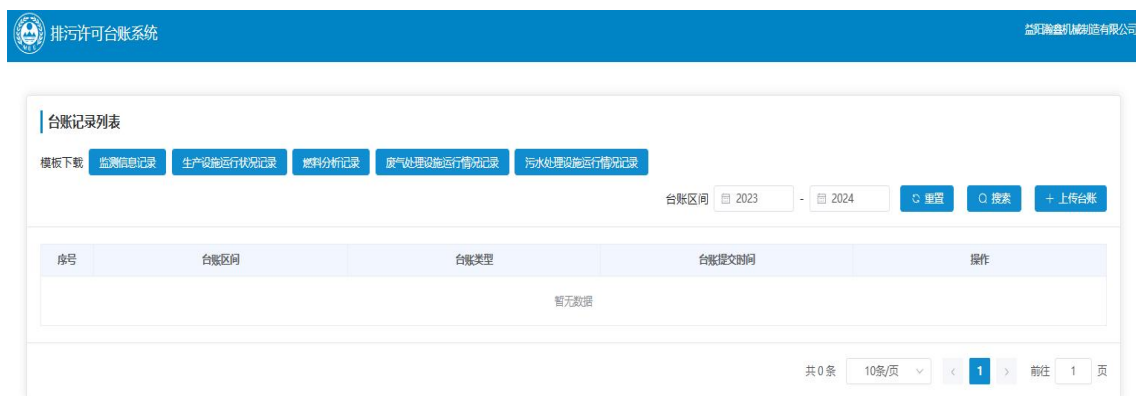 排污许可台账系统
益阳瀚鑫机械制造有限公司
台账记录列表
模板下载 监测信息记录 生产设施运行状况记录 燃料分析记录 废气处理设施运行情况记录 污水处理设施运行情况记录
台账区间 2023 - 2024 重置 搜索 + 上传台账
序号 台账区间 台账类型 台账提交时间 操作
暂无数据
共 0 条 10条/页 < 1 > 前往 1 页